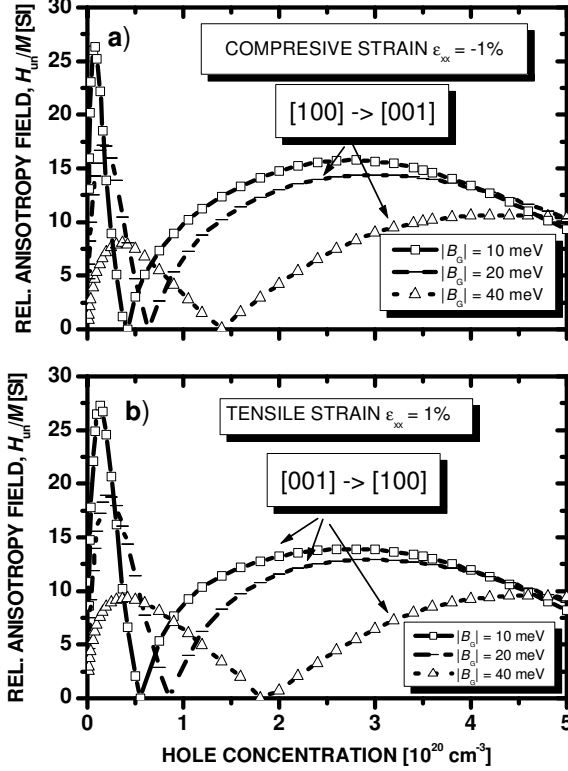 30
25
20
15
10
5
0
REL. ANISOTROPY FIELD, H_un/M [SI]
a)
COMPRESIVE STRAIN ε_xx = -1%
[100] -> [001]
|B_G| = 10 meV
|B_G| = 20 meV
|B_G| = 40 meV
30
25
20
15
10
5
0
REL. ANISOTROPY FIELD, H_un/M [SI]
b)
TENSILE STRAIN ε_xx = 1%
[001] -> [100]
|B_G| = 10 meV
|B_G| = 20 meV
|B_G| = 40 meV
0 1 2 3 4 5
HOLE CONCENTRATION [10^20 cm^-3]